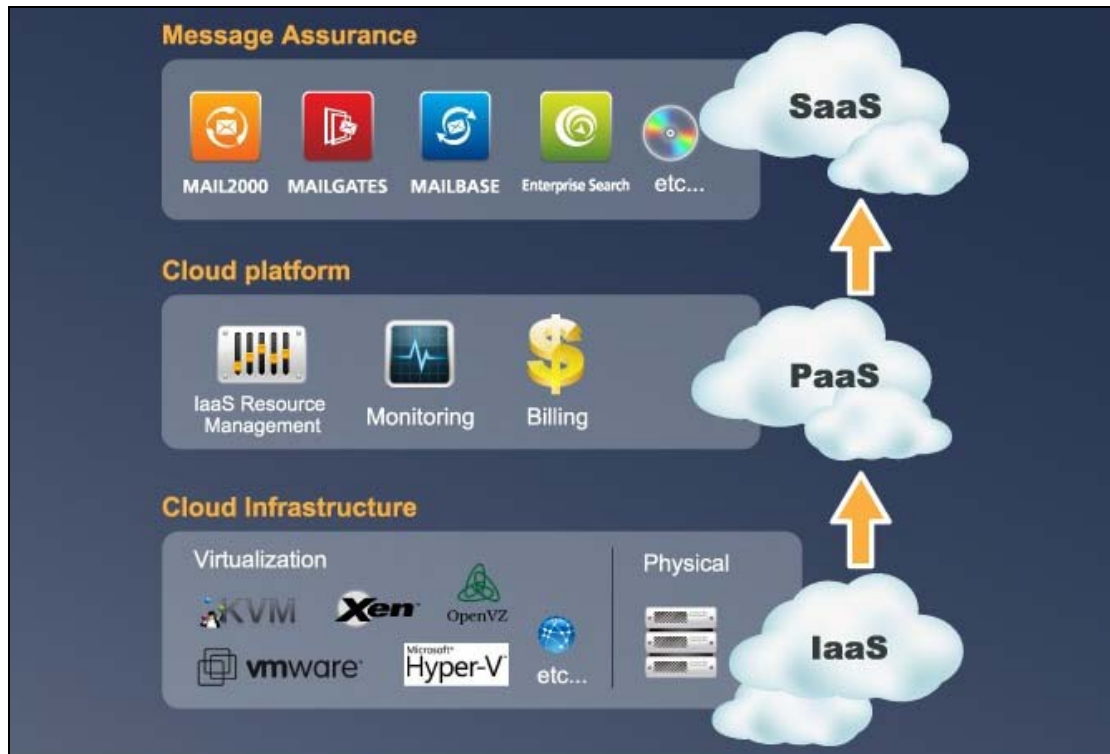 Message Assurance
SaaS
MAIL2000
MAILGATES
MAILBASE
Enterprise Search
etc...
Cloud platform
PaaS
IaaS Resource
Management
Monitoring
Billing
Cloud Infrastructure
Virtualization
KVM
Xen
OpenVZ
vmware
Microsoft
Hyper-V
etc...
Physical
IaaS